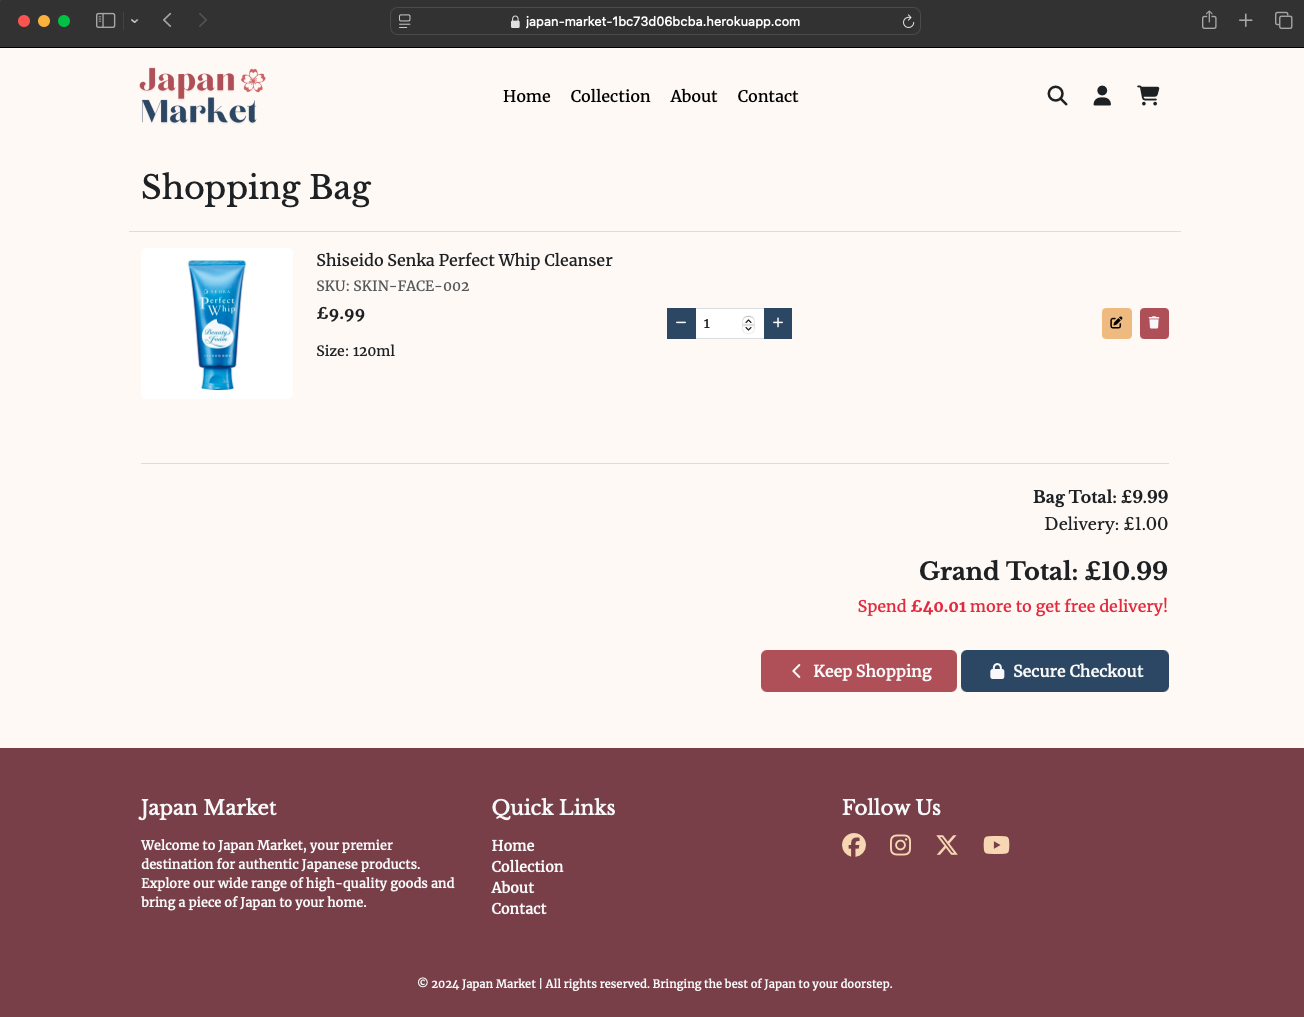 japan-market-1bc73d06bcba.herokuapp.com
Japan
Market
Home
Collection
About
Contact
Shopping Bag
Shiseido Senka Perfect Whip Cleanser
SKU: SKIN-FACE-002
£9.99
Size: 120ml
SENKA
Perfect
Whip
Beauty
Foam
1
Bag Total: £9.99
Delivery: £1.00
Grand Total: £10.99
Spend £40.01 more to get free delivery!
Keep Shopping
Secure Checkout
Japan Market
Welcome to Japan Market, your premier
destination for authentic Japanese products.
Explore our wide range of high-quality goods and
bring a piece of Japan to your home.
Quick Links
Home
Collection
About
Contact
Follow Us
© 2024 Japan Market | All rights reserved. Bringing the best of Japan to your doorstep.